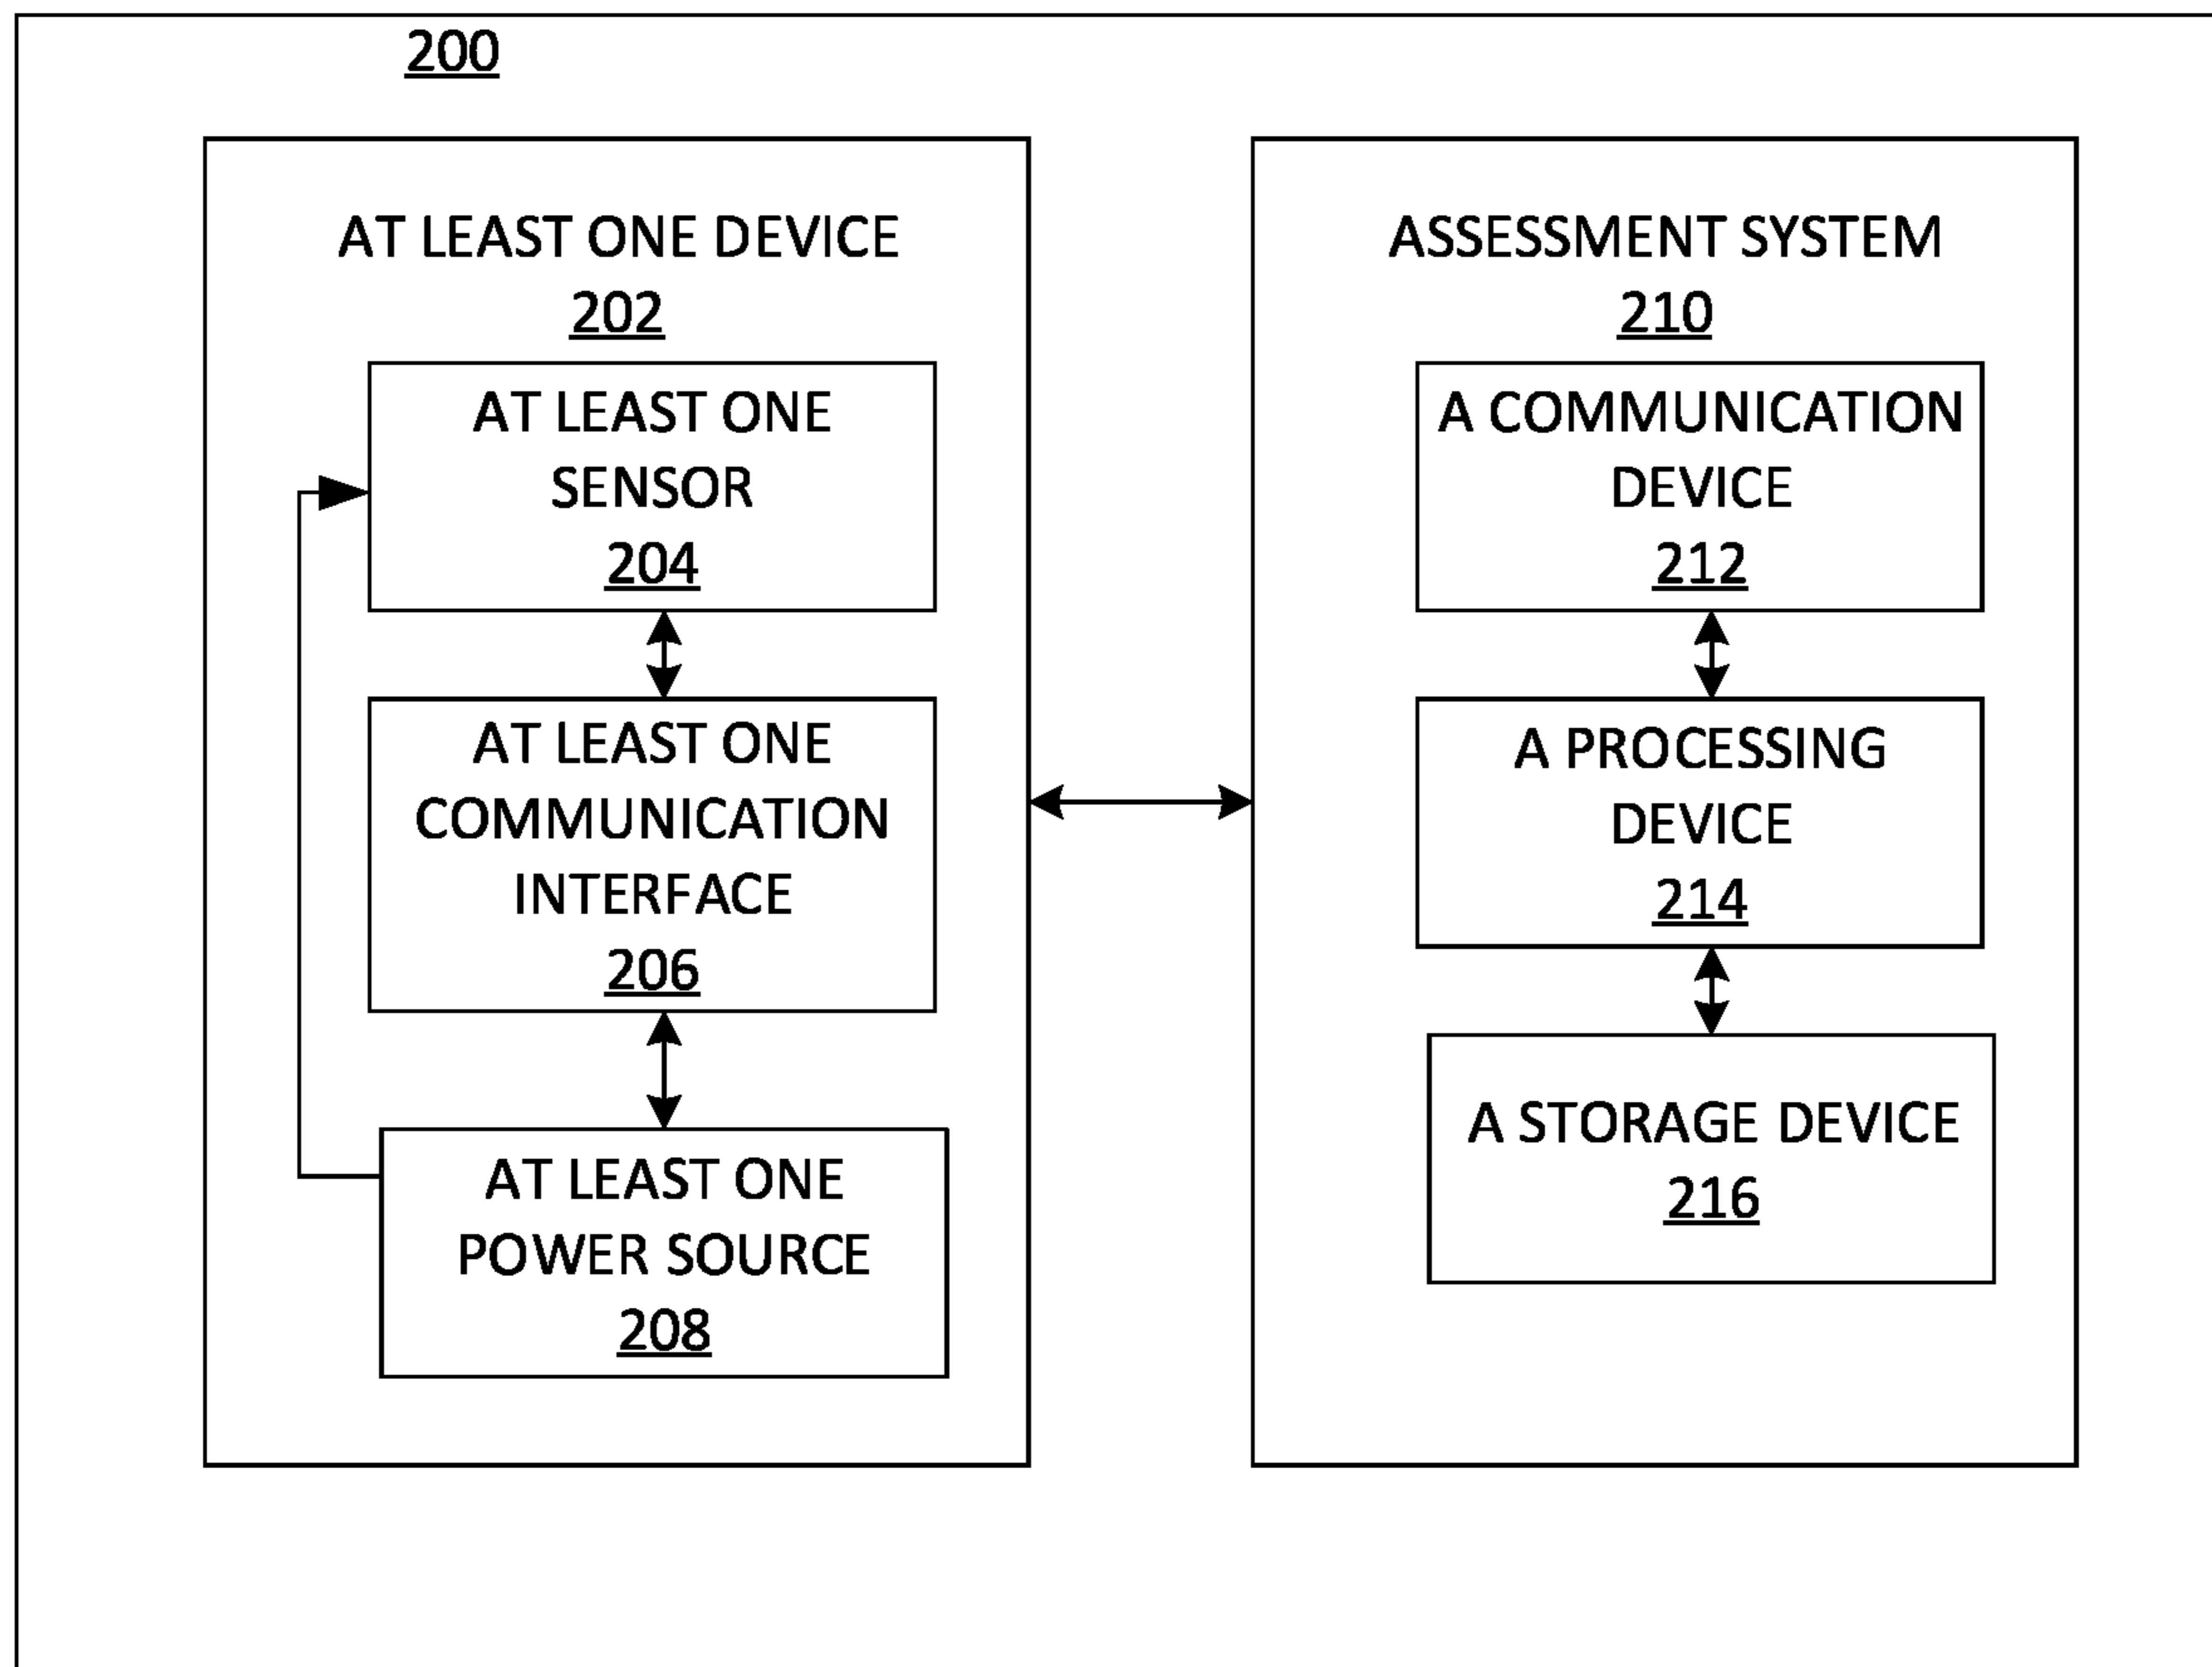 200
AT LEAST ONE DEVICE
202
AT LEAST ONE
SENSOR
204
AT LEAST ONE
COMMUNICATION
INTERFACE
206
AT LEAST ONE
POWER SOURCE
208
ASSESSMENT SYSTEM
210
A COMMUNICATION
DEVICE
212
A PROCESSING
DEVICE
214
A STORAGE DEVICE
216